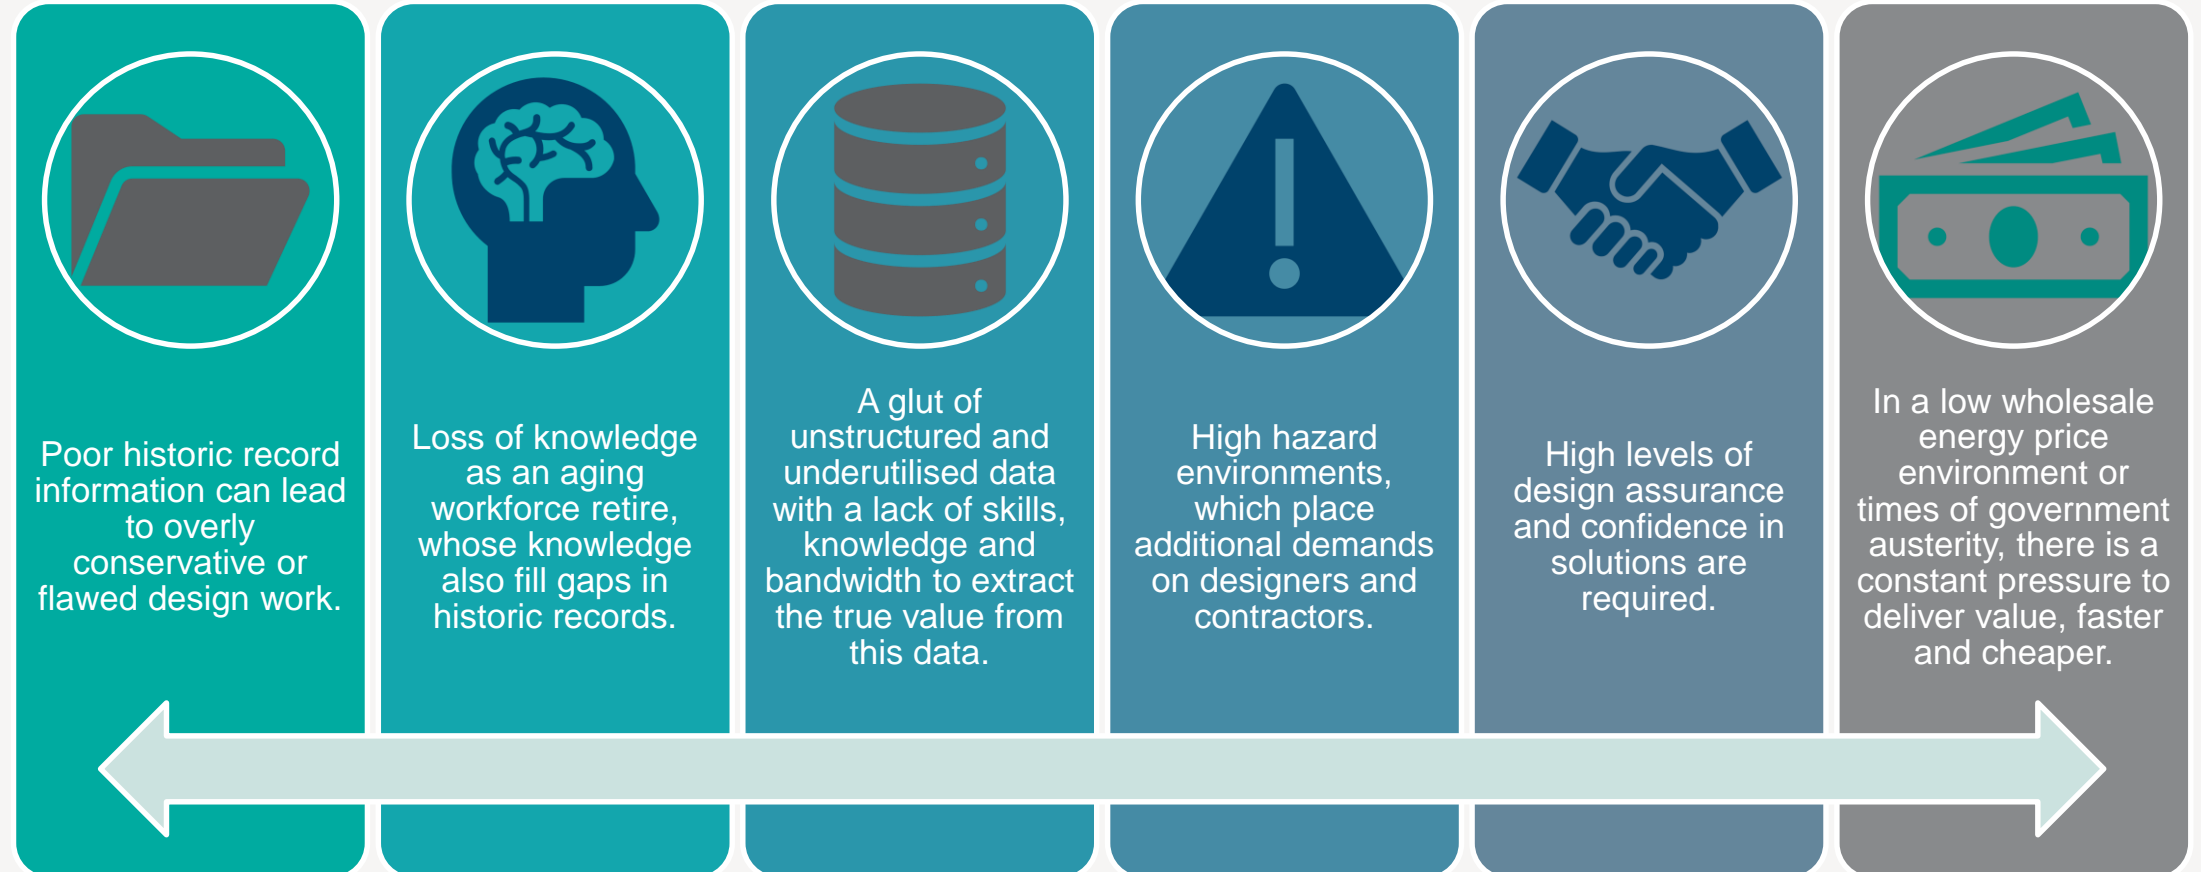 Poor historic record
information can lead
to overly
conservative or
flawed design work.
Loss of knowledge
as an aging
workforce retire,
whose knowledge
also fill gaps in
historic records.
A glut of
unstructured and
underutilised data
with a lack of skills,
knowledge and
bandwidth to extract
the true value from
this data.
High hazard
environments,
which place
additional demands
on designers and
contractors.
High levels of
design assurance
and confidence in
solutions are
required.
In a low wholesale
energy price
environment or
times of government
austerity, there is a
constant pressure to
deliver value, faster
and cheaper.